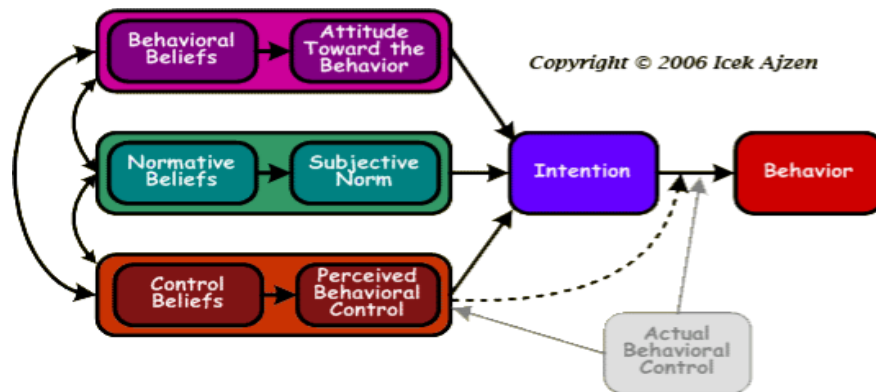 Behavioral
Beliefs
Attitude
Toward the
Behavior
Copyright © 2006 Icek Ajzen
Normative
Beliefs
Subjective
Norm
Intention
Behavior
Control
Beliefs
Perceived
Behavioral
Control
Actual
Behavioral
Control